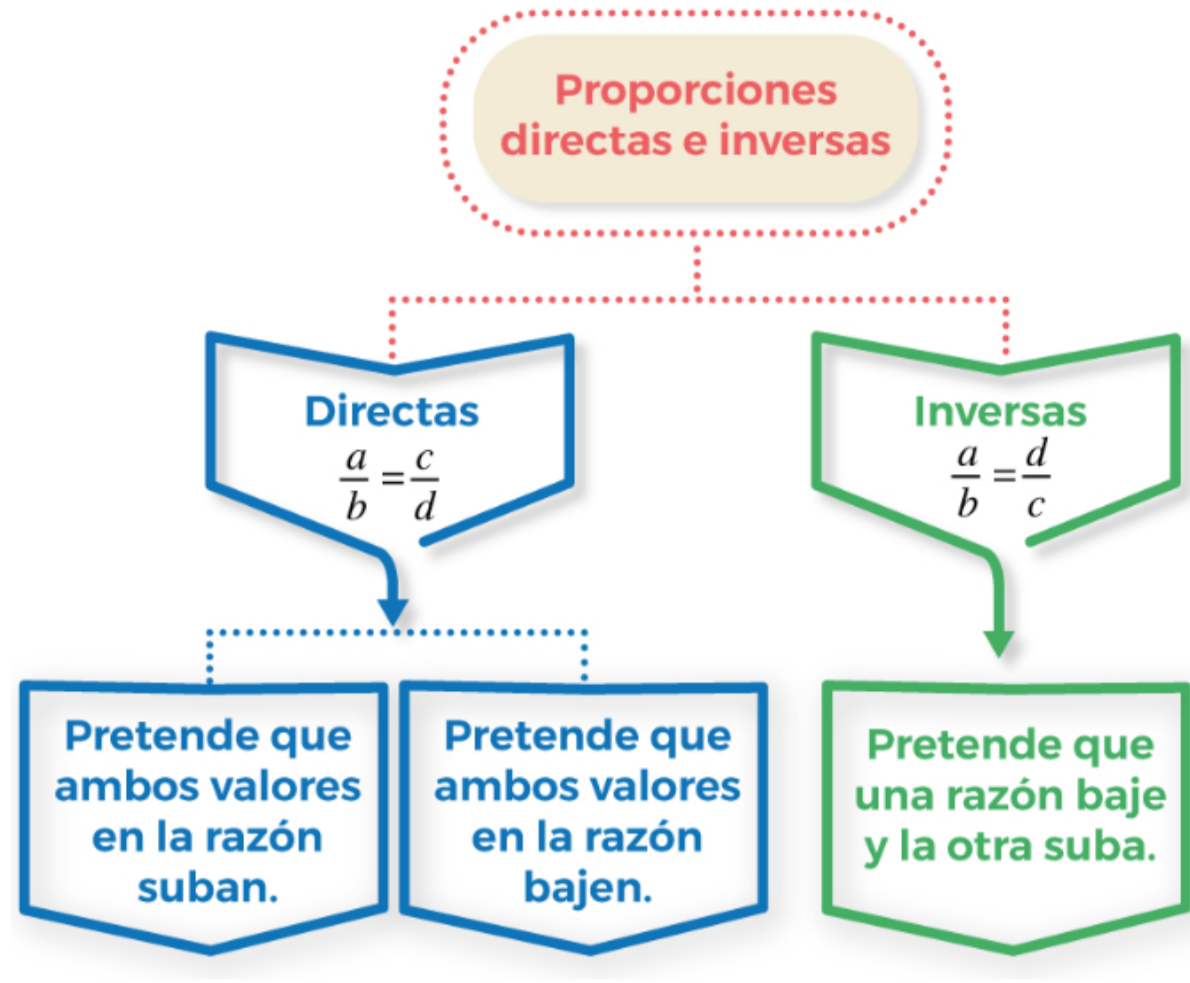 Proporciones
directas e inversas
Directas
a/b = c/d
Inversas
a/b = d/c
Pretende que
ambos valores
en la razón
suban.
Pretende que
ambos valores
en la razón
bajen.
Pretende que
una razón baje
y la otra suba.